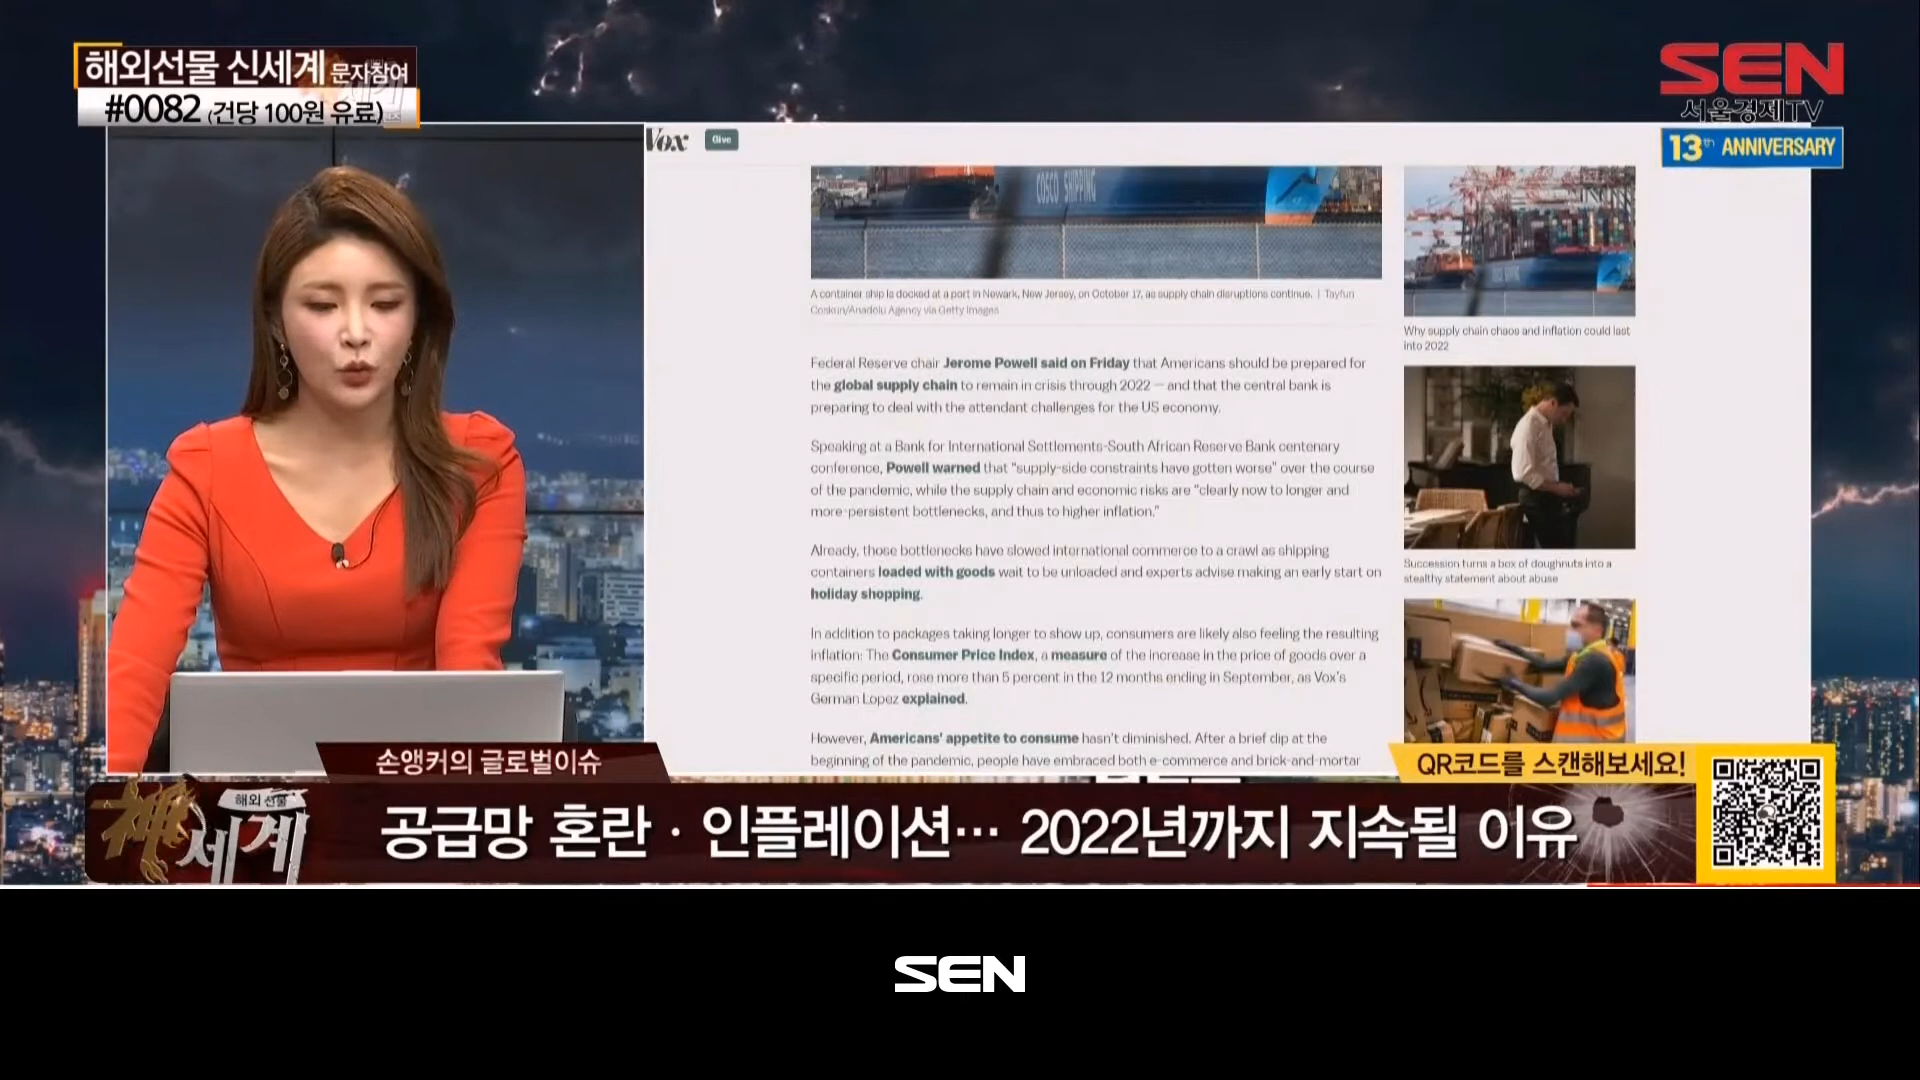 해외선물 신세계 문자참여
#0082 (건당 100원 유료)
SEN
서울경제TV
13th ANNIVERSARY
Vox
Give
COSCO SHIPPING
A container ship is docked at a port in Newark, New Jersey, on October 17, as supply chain disruptions continue. | Tayfun
Coskun/Anadolu Agency via Getty Images
Federal Reserve chair Jerome Powell said on Friday that Americans should be prepared for
the global supply chain to remain in crisis through 2022 — and that the central bank is
preparing to deal with the attendant challenges for the US economy.
Speaking at a Bank for International Settlements-South African Reserve Bank centenary
conference, Powell warned that “supply-side constraints have gotten worse” over the course
of the pandemic, while the supply chain and economic risks are “clearly now to longer and
more-persistent bottlenecks, and thus to higher inflation.”
Already, those bottlenecks have slowed international commerce to a crawl as shipping
containers loaded with goods wait to be unloaded and experts advise making an early start on
holiday shopping.
In addition to packages taking longer to show up, consumers are likely also feeling the resulting
inflation: The Consumer Price Index, a measure of the increase in the price of goods over a
specific period, rose more than 5 percent in the 12 months ending in September, as Vox's
German Lopez explained.
However, Americans' appetite to consume hasn't diminished. After a brief dip at the
beginning of the pandemic, people have embraced both e-commerce and brick-and-mortar
Why supply chain chaos and inflation could last
into 2022
Succession turns a box of doughnuts into a
stealthy statement about abuse
손앵커의 글로벌이슈
QR코드를 스캔해보세요!
해외 선물
神세계
공급망 혼란 · 인플레이션… 2022년까지 지속될 이유
SEN